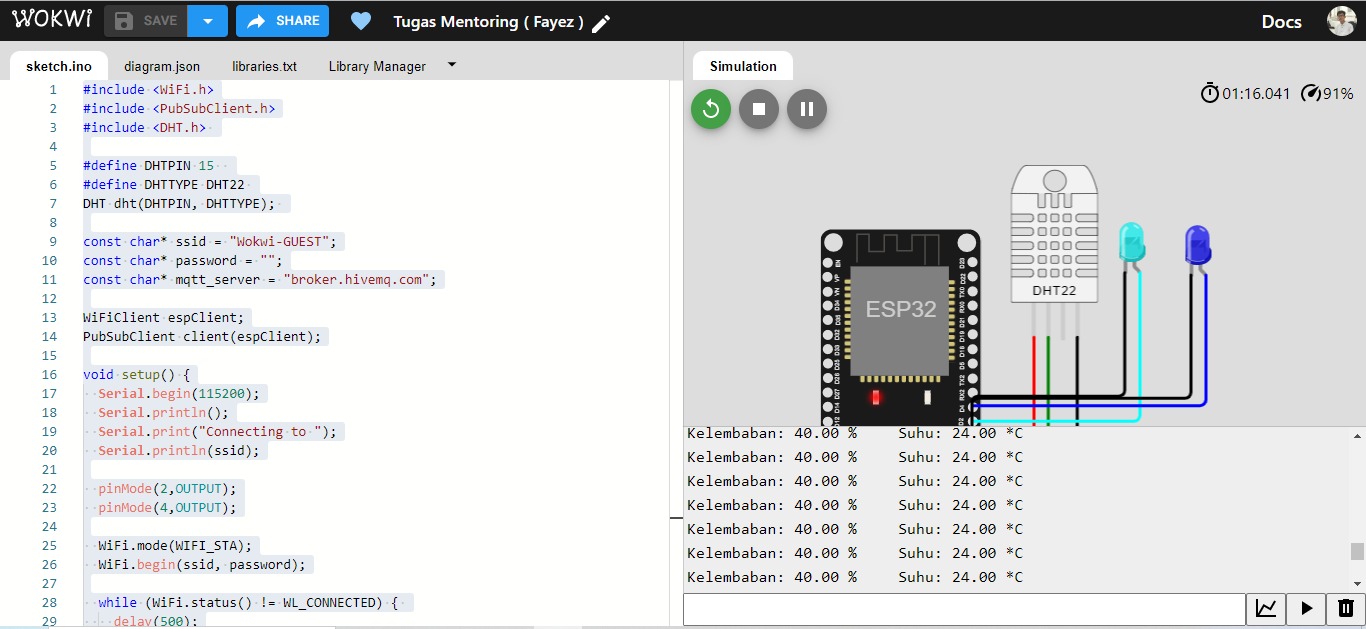 WOKWI
SAVE
SHARE
Tugas Mentoring ( Fayez )
Docs
sketch.ino
diagram.json
libraries.txt
Library Manager
1 #include <WiFi.h>
2 #include <PubSubClient.h>
3 #include <DHT.h>
4
5 #define DHTPIN 15
6 #define DHTTYPE DHT22
7 DHT dht(DHTPIN, DHTTYPE);
8
9 const char* ssid = "Wokwi-GUEST";
10 const char* password = "";
11 const char* mqtt_server = "broker.hivemq.com";
12
13 WiFiClient espClient;
14 PubSubClient client(espClient);
15
16 void setup() {
17 Serial.begin(115200);
18 Serial.println();
19 Serial.print("Connecting to ");
20 Serial.println(ssid);
21
22 pinMode(2,OUTPUT);
23 pinMode(4,OUTPUT);
24
25 WiFi.mode(WIFI_STA);
26 WiFi.begin(ssid, password);
27
28 while (WiFi.status() != WL_CONNECTED) {
29 delay(500);
Simulation
01:16.041
91%
ESP32
DHT22
Kelembaban: 40.00 % Suhu: 24.00 *C
Kelembaban: 40.00 % Suhu: 24.00 *C
Kelembaban: 40.00 % Suhu: 24.00 *C
Kelembaban: 40.00 % Suhu: 24.00 *C
Kelembaban: 40.00 % Suhu: 24.00 *C
Kelembaban: 40.00 % Suhu: 24.00 *C
Kelembaban: 40.00 % Suhu: 24.00 *C